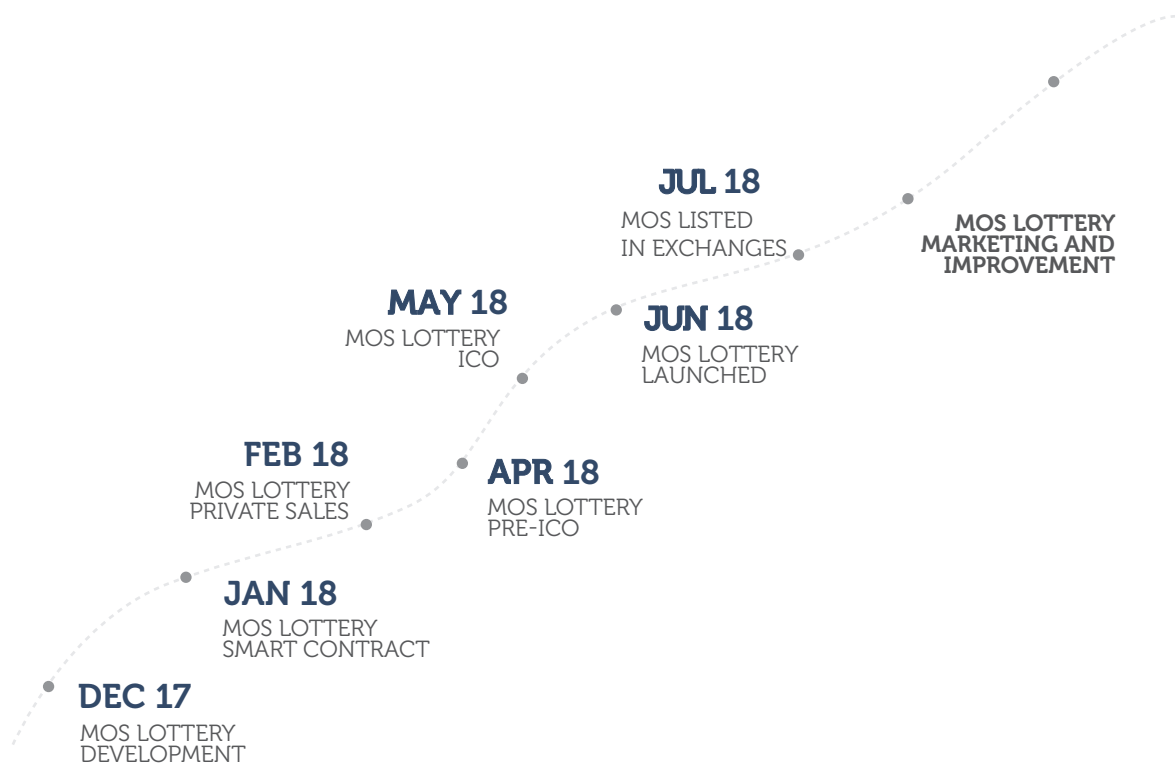 JUL 18
MOS LISTED
IN EXCHANGES
MOS LOTTERY
MARKETING AND
IMPROVEMENT
MAY 18
MOS LOTTERY
ICO
JUN 18
MOS LOTTERY
LAUNCHED
FEB 18
MOS LOTTERY
PRIVATE SALES
APR 18
MOS LOTTERY
PRE-ICO
JAN 18
MOS LOTTERY
SMART CONTRACT
DEC 17
MOS LOTTERY
DEVELOPMENT